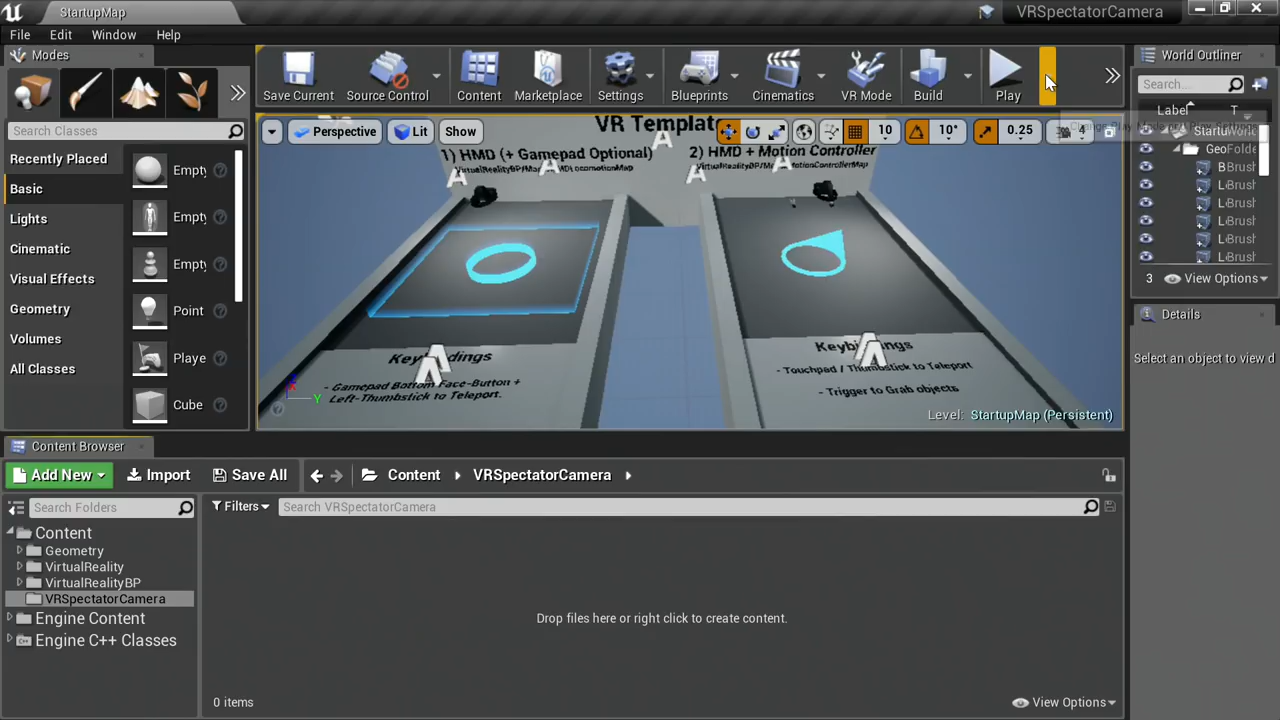 StartupMap
VRSpectatorCamera
File Edit Window Help
Modes
Search Classes
Recently Placed
Basic
Lights
Cinematic
Visual Effects
Geometry
Volumes
All Classes
Empty
Empty
Empty
Point
Playe
Cube
Save Current
Source Control
Content
Marketplace
Settings
Blueprints
Cinematics
VR Mode
Build
Play
Perspective
Lit
Show
10
10°
0.25
VR Templat
1) HMD (+ Gamepad Optional)
2) HMD + Motion Controller
Keybindings
- Gamepad Bottom Face-Button +
Left-Thumbstick to Teleport.
- Touchpad / Thumbstick to Teleport
- Trigger to Grab objects
Level: StartupMap (Persistent)
World Outliner
Search...
Label
T
GeoFolde
L-Brush
L-Brush
L-Brush
L-Brush
3
View Options
Details
Select an object to view d
Content Browser
Add New
Import
Save All
Content
VRSpectatorCamera
Search Folders
Filters
Search VRSpectatorCamera
Content
Geometry
VirtualReality
VirtualRealityBP
VRSpectatorCamera
Engine Content
Engine C++ Classes
Drop files here or right click to create content.
0 items
View Options